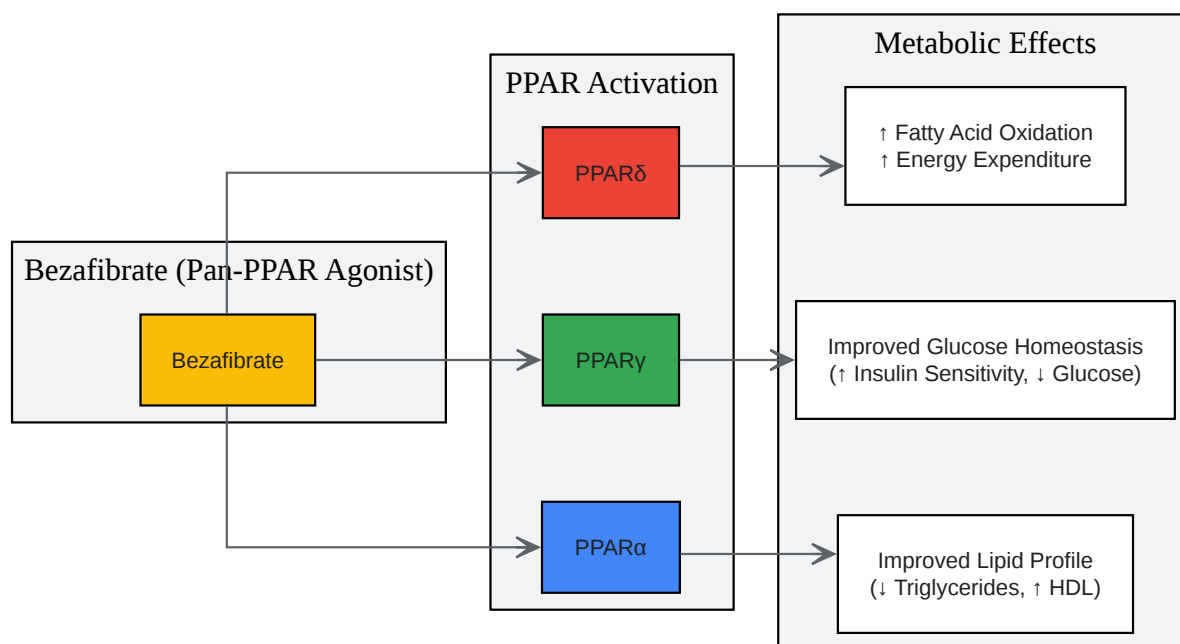 Metabolic Effects
PPAR Activation
↑ Fatty Acid Oxidation
↑ Energy Expenditure
PPARδ
Bezafibrate (Pan-PPAR Agonist)
Bezafibrate
PPARγ
Improved Glucose Homeostasis
(↑ Insulin Sensitivity, ↓ Glucose)
PPARα
Improved Lipid Profile
(↓ Triglycerides, ↑ HDL)